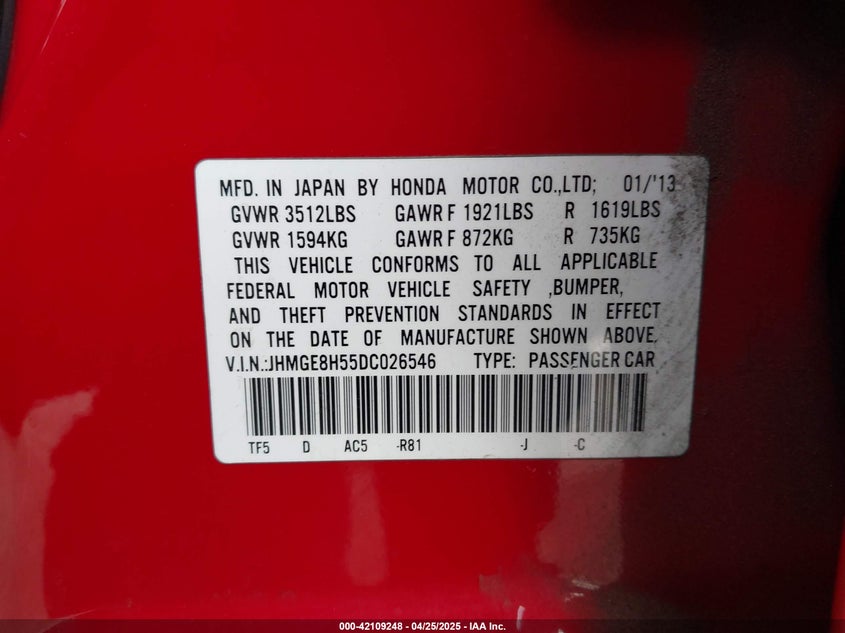 MFD. IN JAPAN BY HONDA MOTOR CO.,LTD; 01/'13
GVWR 3512LBS GAWR F 1921LBS R 1619LBS
GVWR 1594KG GAWR F 872KG R 735KG
THIS VEHICLE CONFORMS TO ALL APPLICABLE
FEDERAL MOTOR VEHICLE SAFETY ,BUMPER,
AND THEFT PREVENTION STANDARDS IN EFFECT
ON THE DATE OF MANUFACTURE SHOWN ABOVE.
V.I.N.:JHMGE8H55DC026546 TYPE: PASSENGER CAR
TF5 D AC5 -R81 -J -C
000-42109248 - 04/25/2025 - IAA Inc.